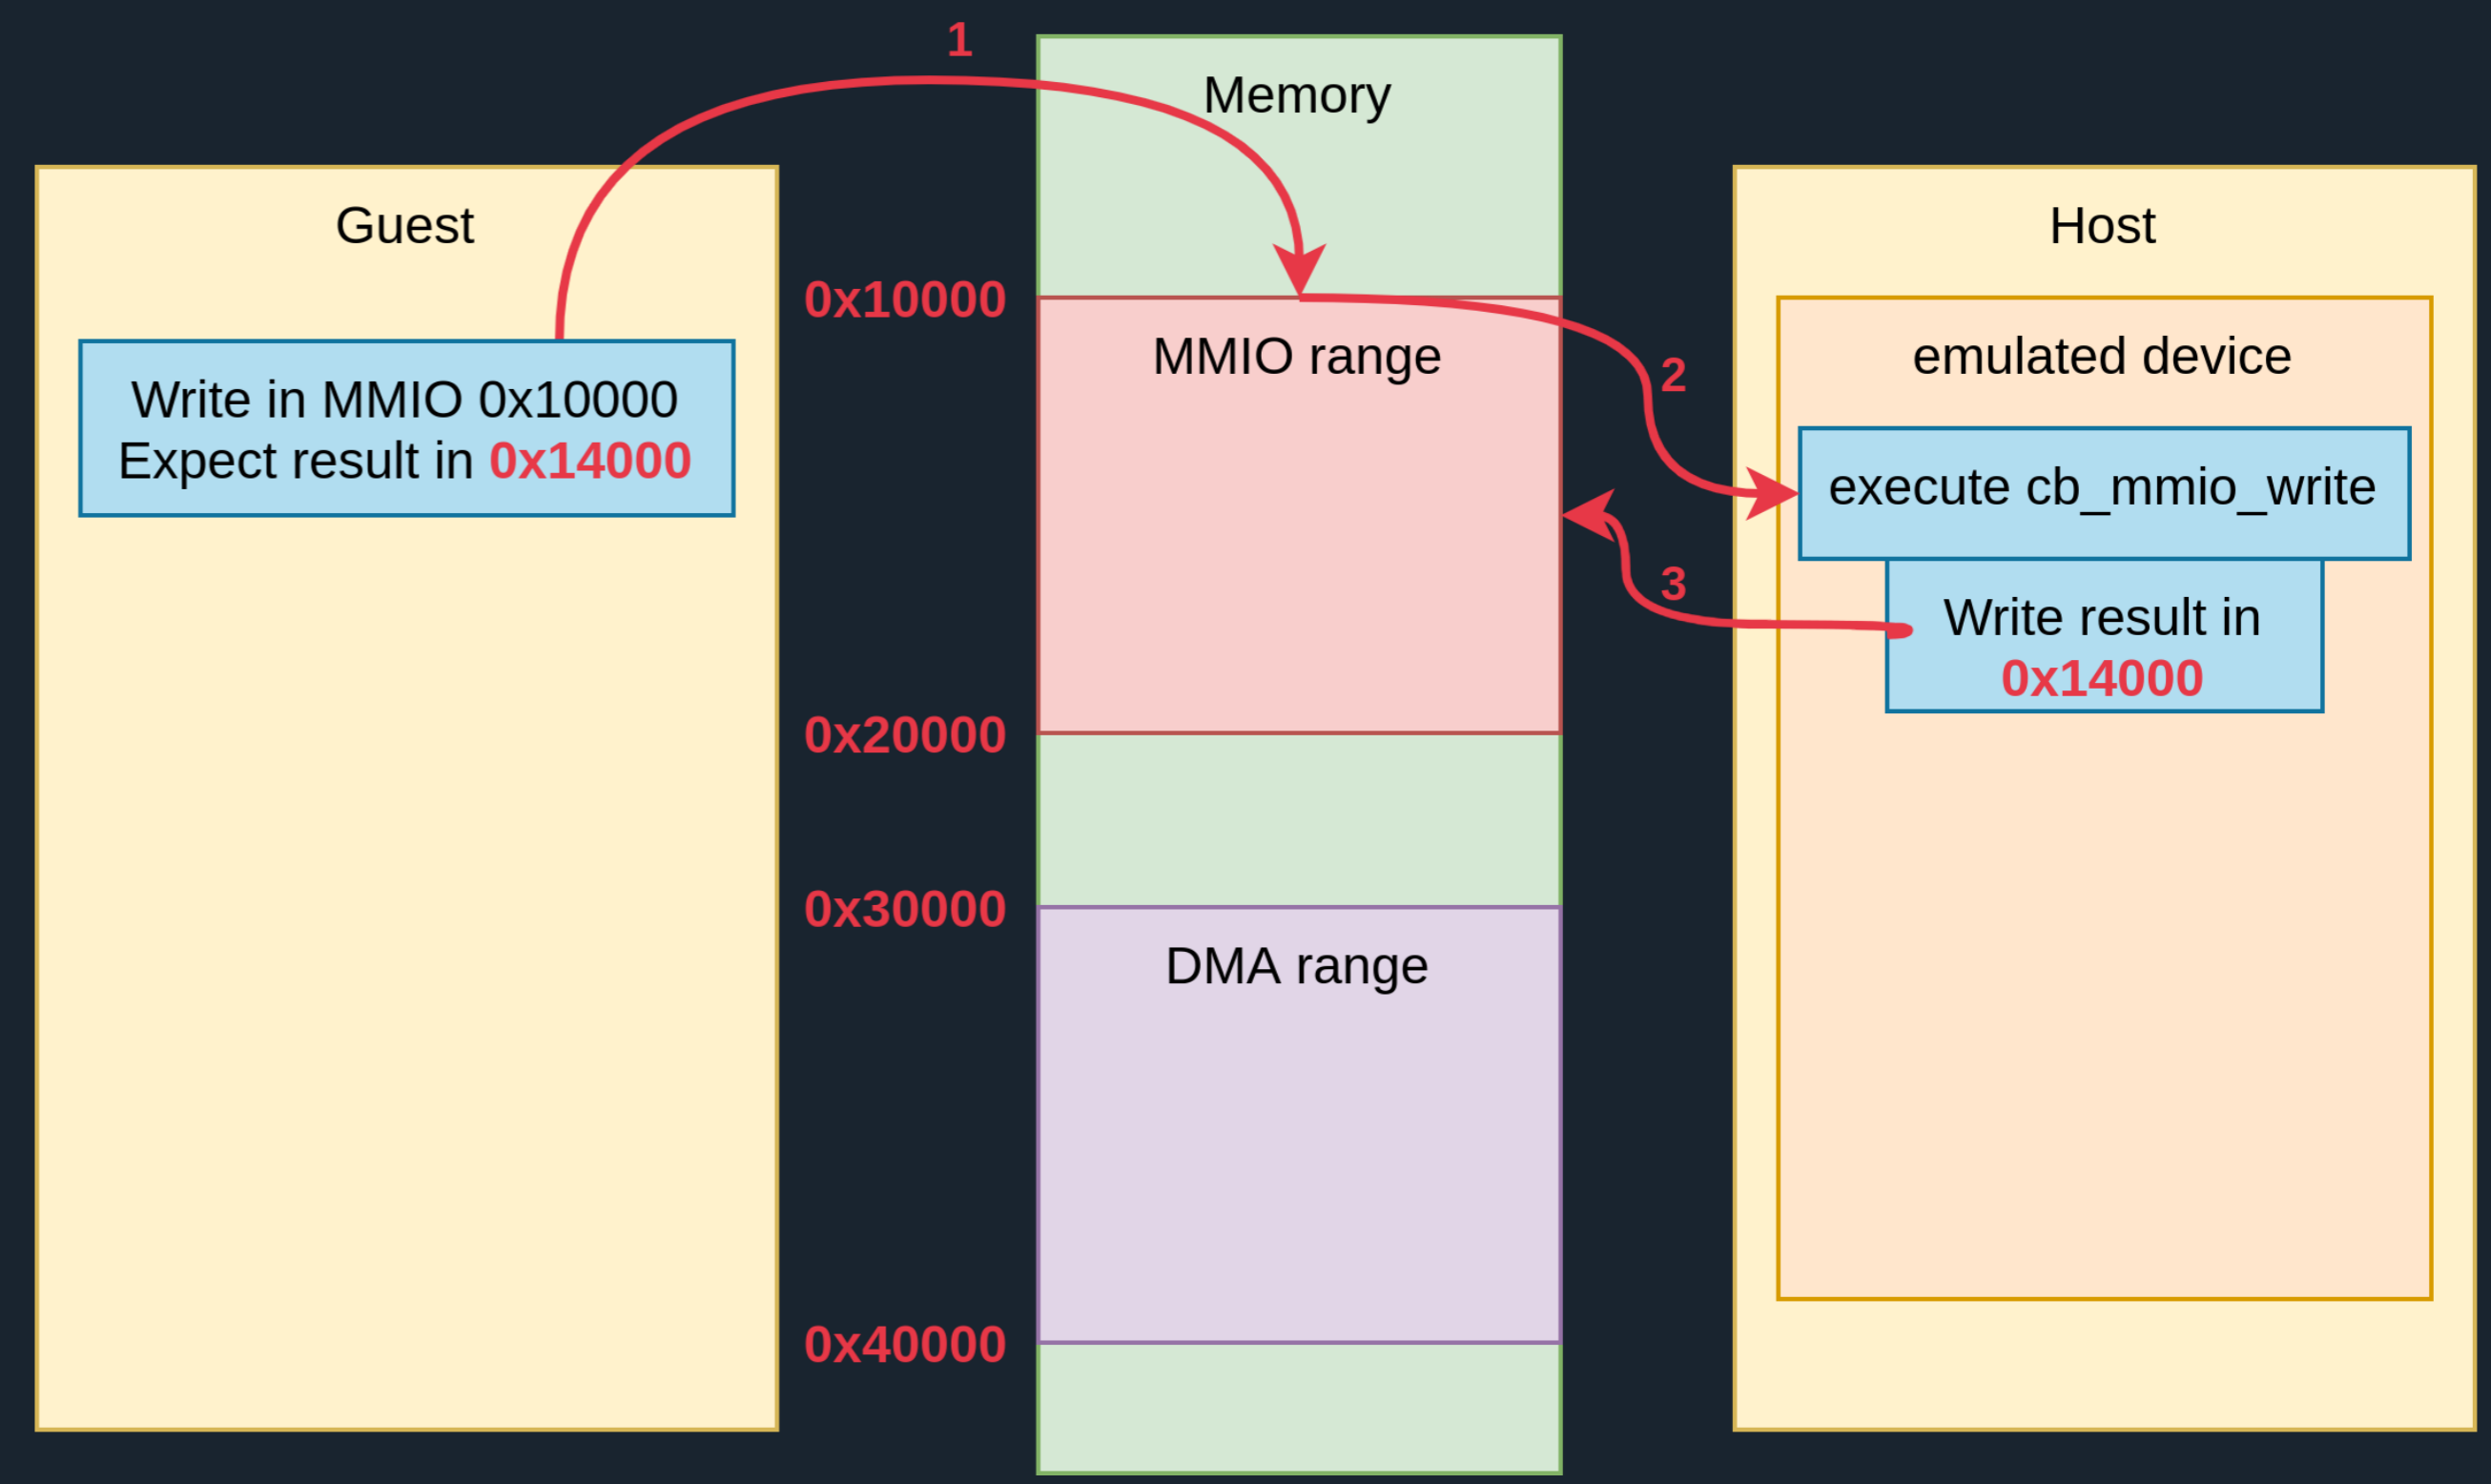 1
Memory
Guest
Host
0x10000
MMIO range
emulated device
2
Write in MMIO 0x10000
Expect result in 0x14000
execute cb_mmio_write
3
Write result in
0x14000
0x20000
0x30000
DMA range
0x40000